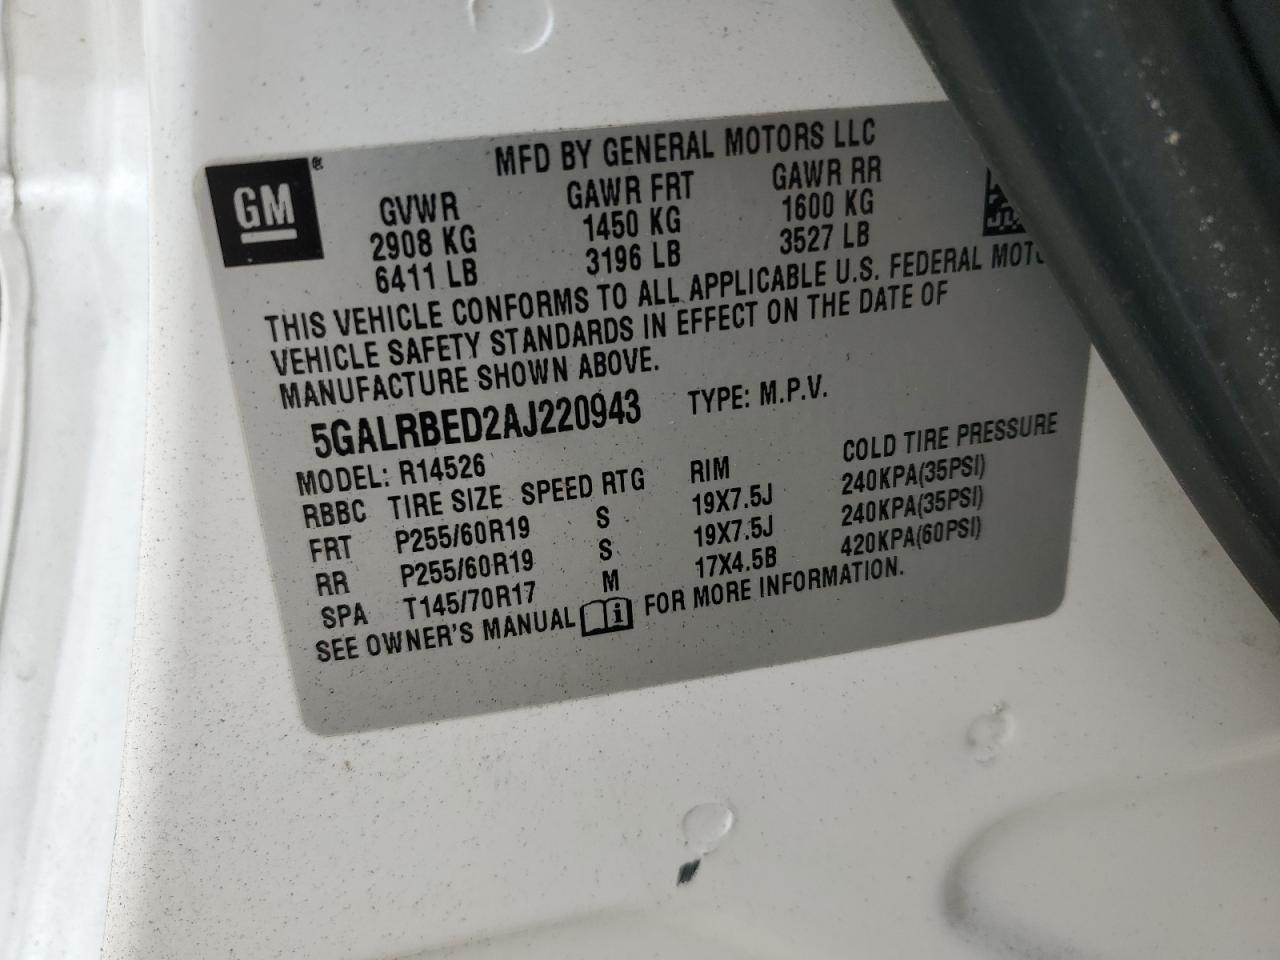 MFD BY GENERAL MOTORS LLC
GM®
GVWR GAWR FRT GAWR RR
2908 KG 1450 KG 1600 KG
6411 LB 3196 LB 3527 LB
THIS VEHICLE CONFORMS TO ALL APPLICABLE U.S. FEDERAL
VEHICLE SAFETY STANDARDS IN EFFECT ON THE DATE OF
MANUFACTURE SHOWN ABOVE.
5GALRBED2AJ220943 TYPE: M.P.V.
MODEL: R14526
RBBC TIRE SIZE SPEED RTG RIM COLD TIRE PRESSURE
FRT P255/60R19 S 19X7.5J 240KPA(35PSI)
RR P255/60R19 S 19X7.5J 240KPA(35PSI)
SPA T145/70R17 M 17X4.5B 420KPA(60PSI)
SEE OWNER'S MANUAL i FOR MORE INFORMATION.